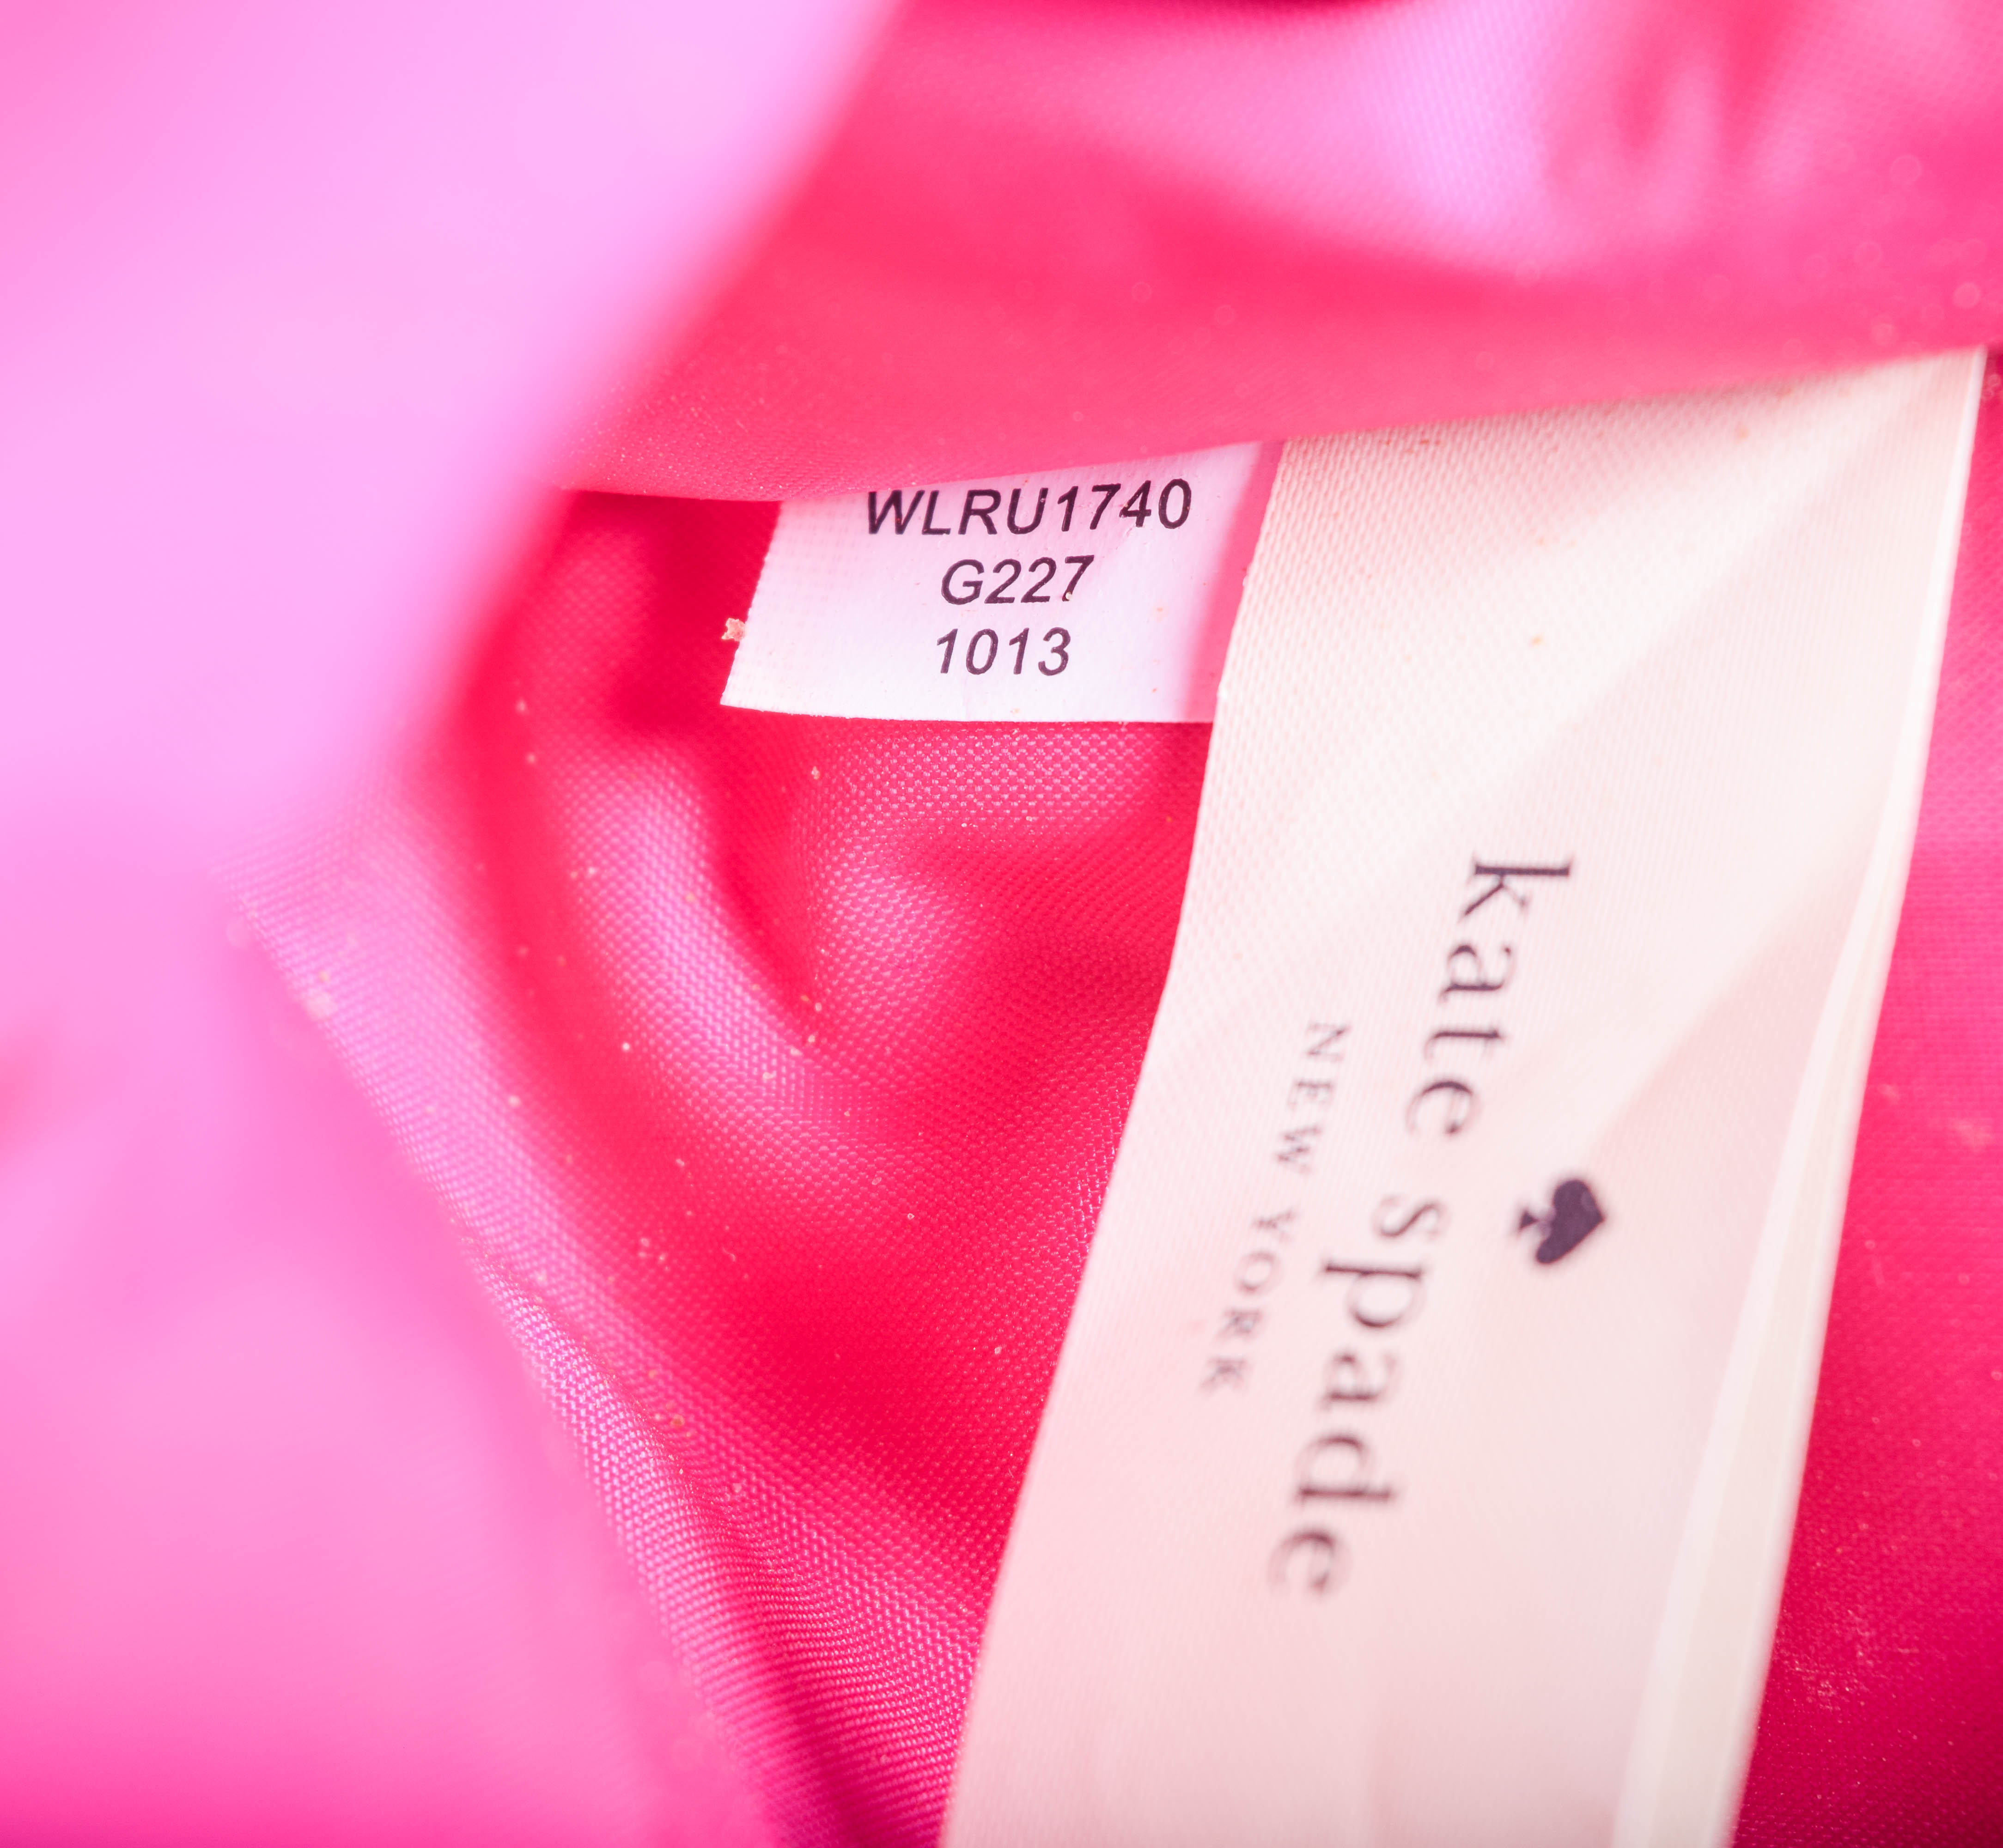 WLRU1740
G227
1013
kate spade
NEW YORK